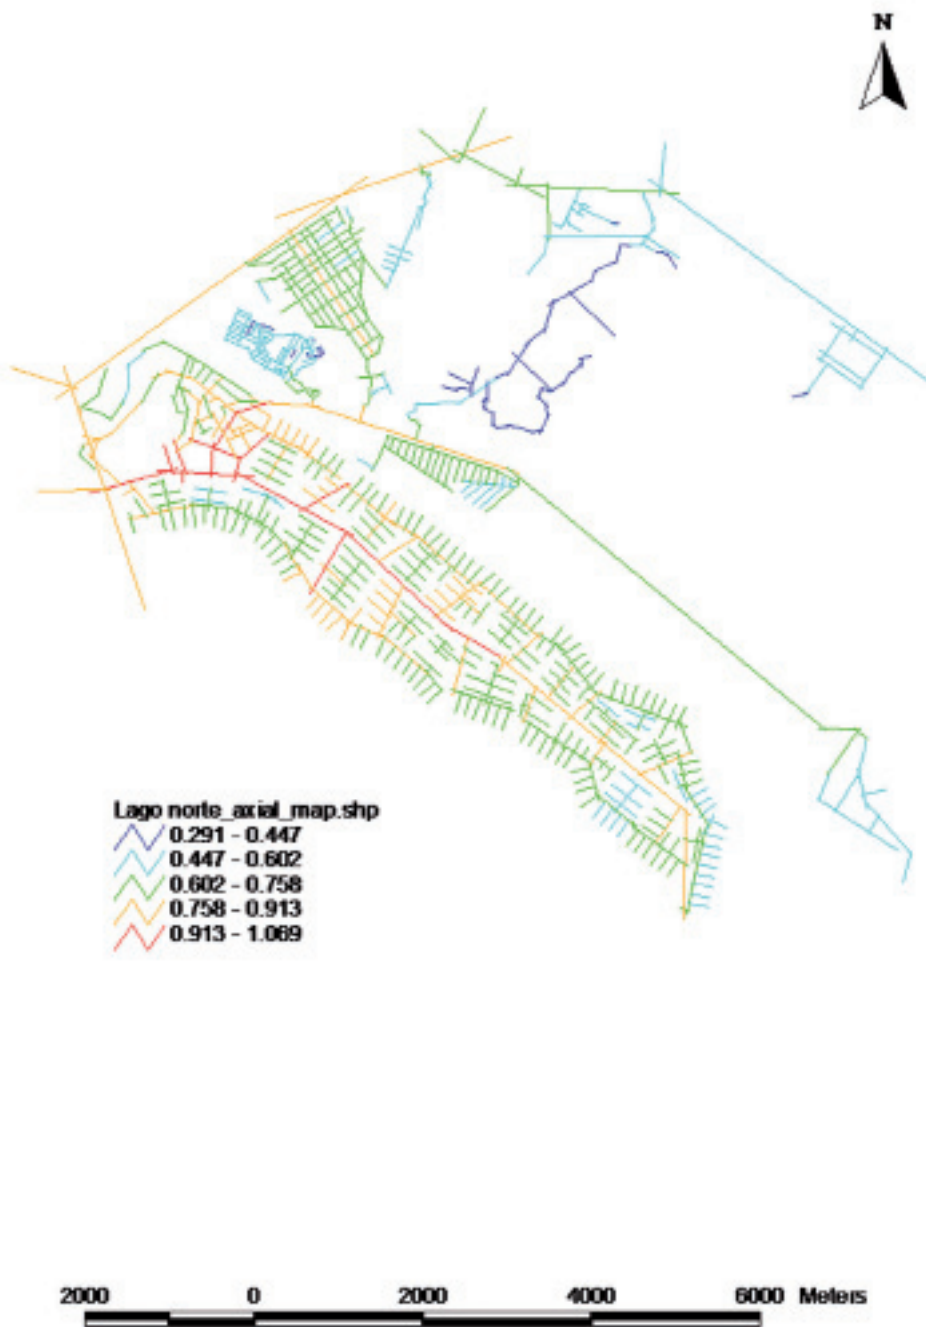 N
Lago norte_axial_map.shp
0.291 - 0.447
0.447 - 0.602
0.602 - 0.758
0.758 - 0.913
0.913 - 1.069
2000 0 2000 4000 6000 Meters